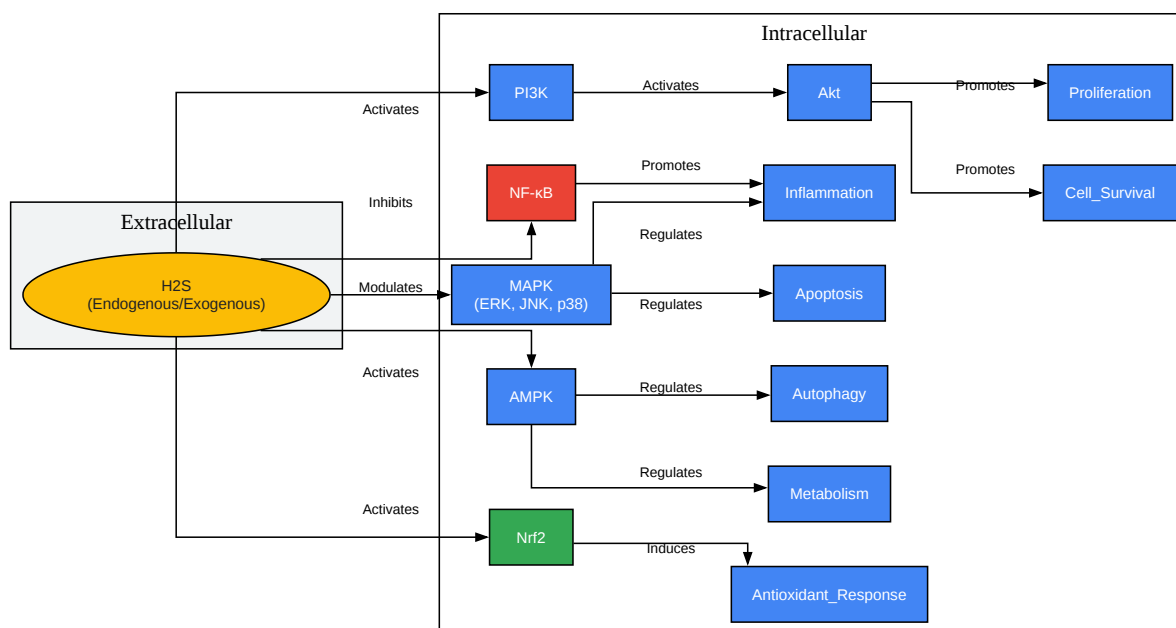 Intracellular
PI3K
Activates
Akt
Promotes
Proliferation
Activates
NF-κB
Promotes
Inflammation
Promotes
Cell_Survival
Inhibits
Extracellular
Regulates
H2S
(Endogenous/Exogenous)
Modulates
MAPK
(ERK, JNK, p38)
Regulates
Apoptosis
Activates
AMPK
Regulates
Autophagy
Regulates
Metabolism
Activates
Nrf2
Induces
Antioxidant_Response